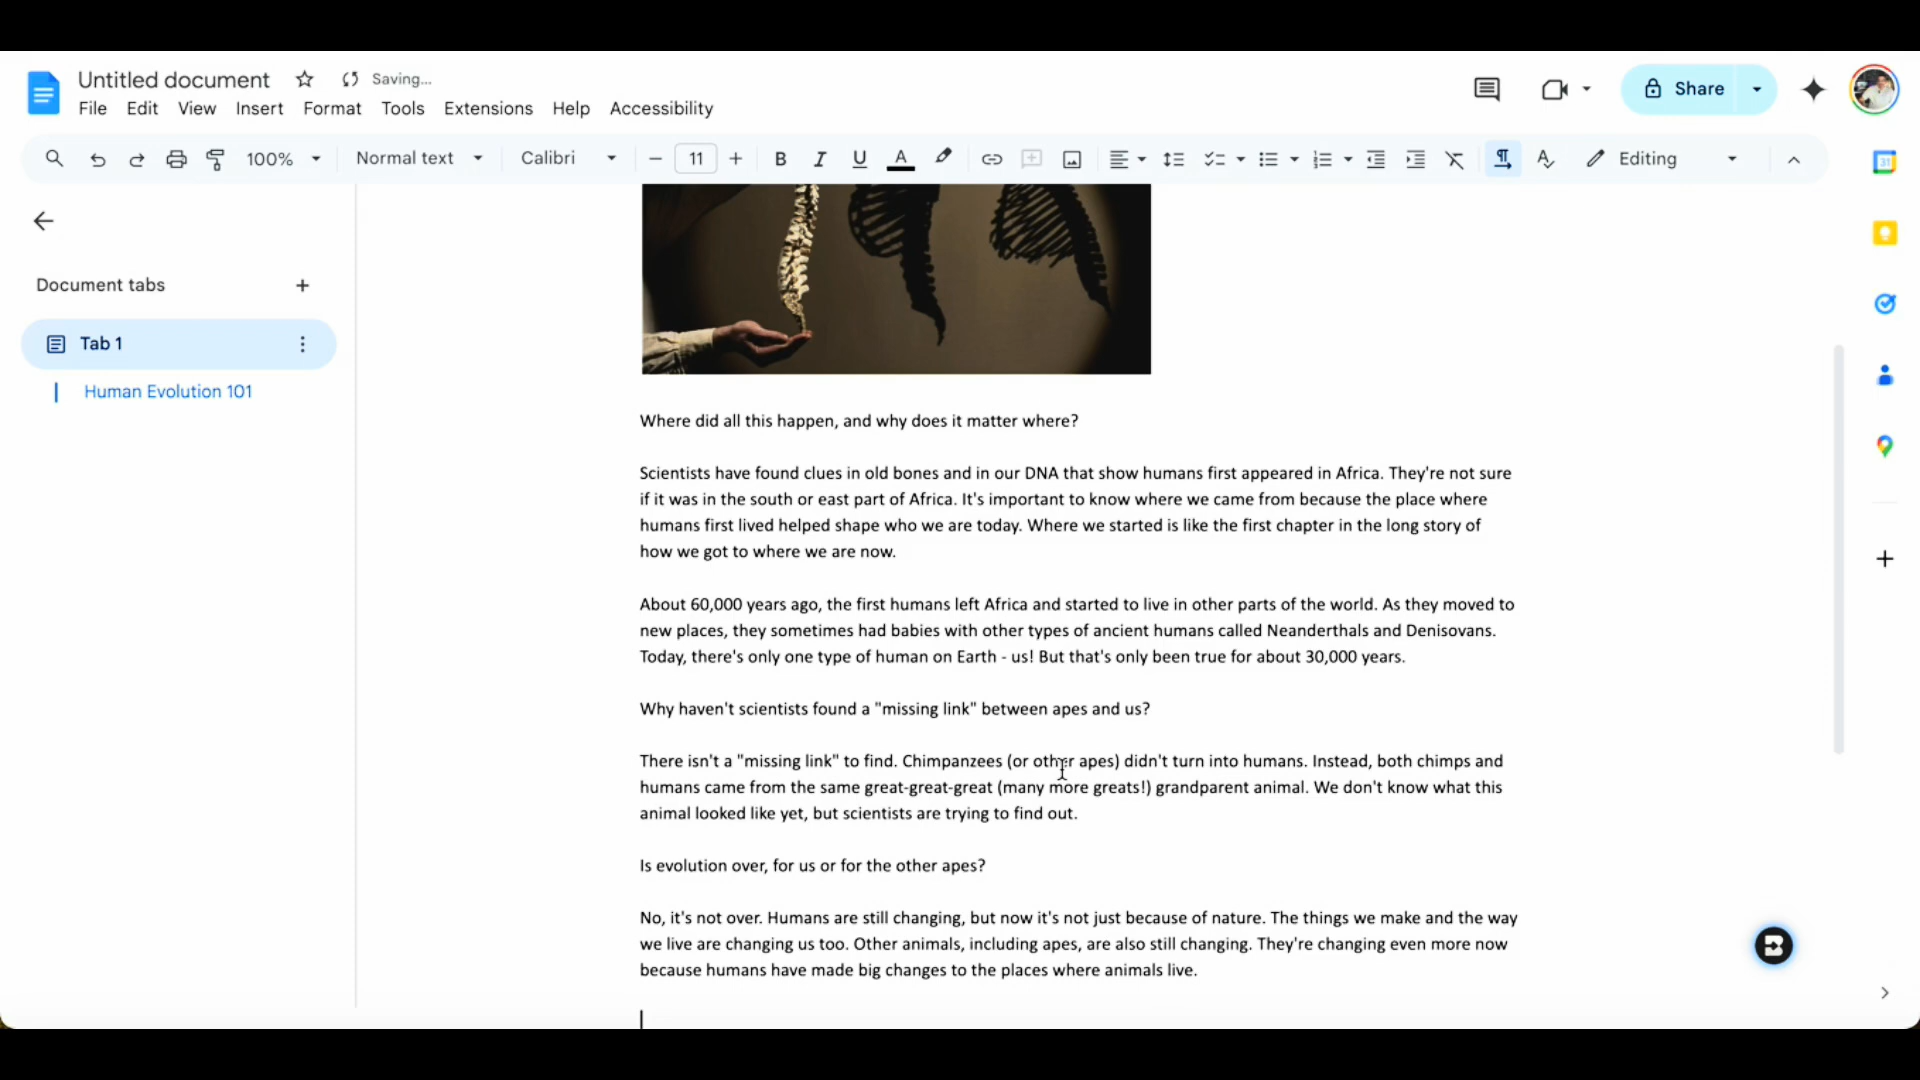 Untitled document
Saving...
File Edit View Insert Format Tools Extensions Help Accessibility
Share
100% Normal text Calibri 11 Editing
31
Document tabs
Tab 1
Human Evolution 101
Where did all this happen, and why does it matter where?
Scientists have found clues in old bones and in our DNA that show humans first appeared in Africa. They're not sure
if it was in the south or east part of Africa. It's important to know where we came from because the place where
humans first lived helped shape who we are today. Where we started is like the first chapter in the long story of
how we got to where we are now.
About 60,000 years ago, the first humans left Africa and started to live in other parts of the world. As they moved to
new places, they sometimes had babies with other types of ancient humans called Neanderthals and Denisovans.
Today, there's only one type of human on Earth - us! But that's only been true for about 30,000 years.
Why haven't scientists found a "missing link" between apes and us?
There isn't a "missing link" to find. Chimpanzees (or other apes) didn't turn into humans. Instead, both chimps and
humans came from the same great-great-great (many more greats!) grandparent animal. We don't know what this
animal looked like yet, but scientists are trying to find out.
Is evolution over, for us or for the other apes?
No, it's not over. Humans are still changing, but now it's not just because of nature. The things we make and the way
we live are changing us too. Other animals, including apes, are also still changing. They're changing even more now
because humans have made big changes to the places where animals live.